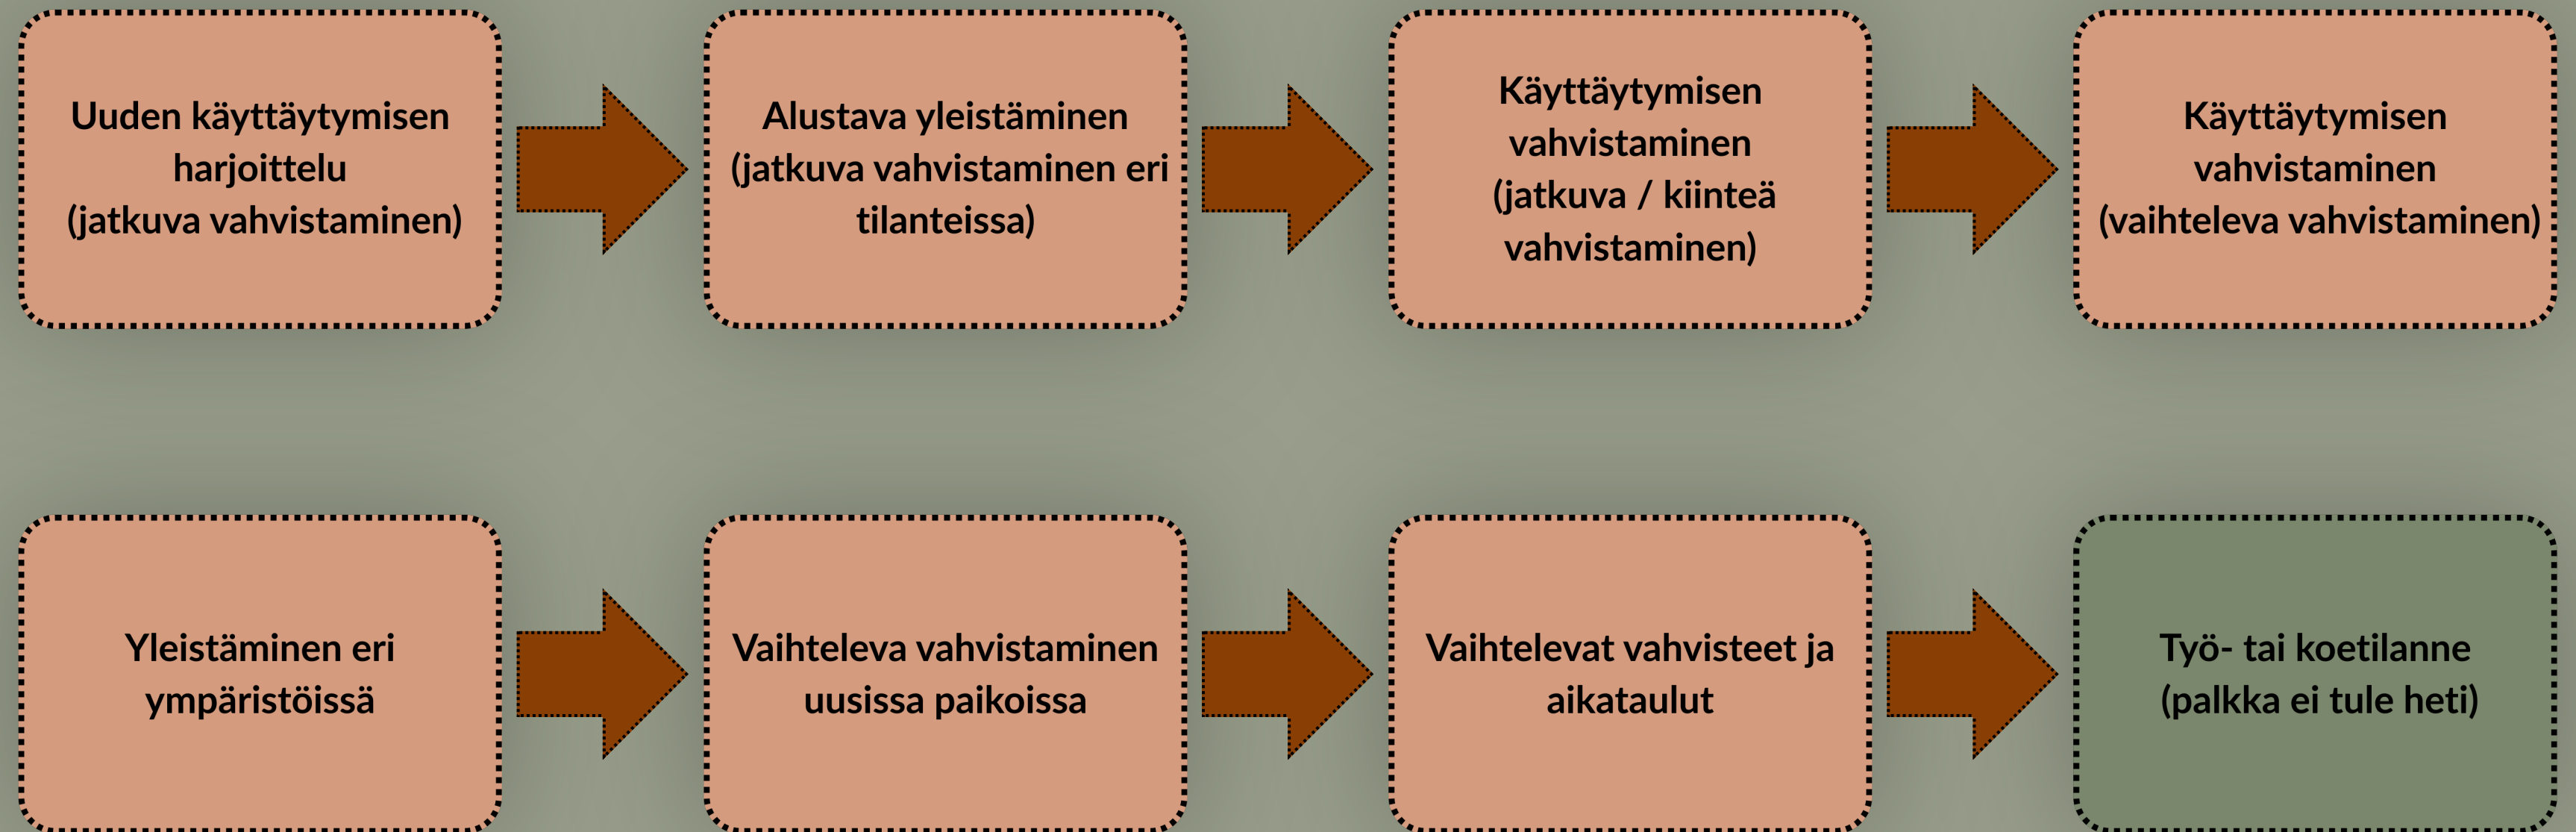 Uuden käyttäytymisen
harjoittelu
(jatkuva vahvistaminen)
Alustava yleistäminen
(jatkuva vahvistaminen eri
tilanteissa)
Käyttäytymisen
vahvistaminen
(jatkuva / kiinteä
vahvistaminen)
Käyttäytymisen
vahvistaminen
(vaihteleva vahvistaminen)
Yleistäminen eri
ympäristöissä
Vaihteleva vahvistaminen
uusissa paikoissa
Vaihtelevat vahvisteet ja
aikataulut
Työ- tai koetilanne
(palkka ei tule heti)